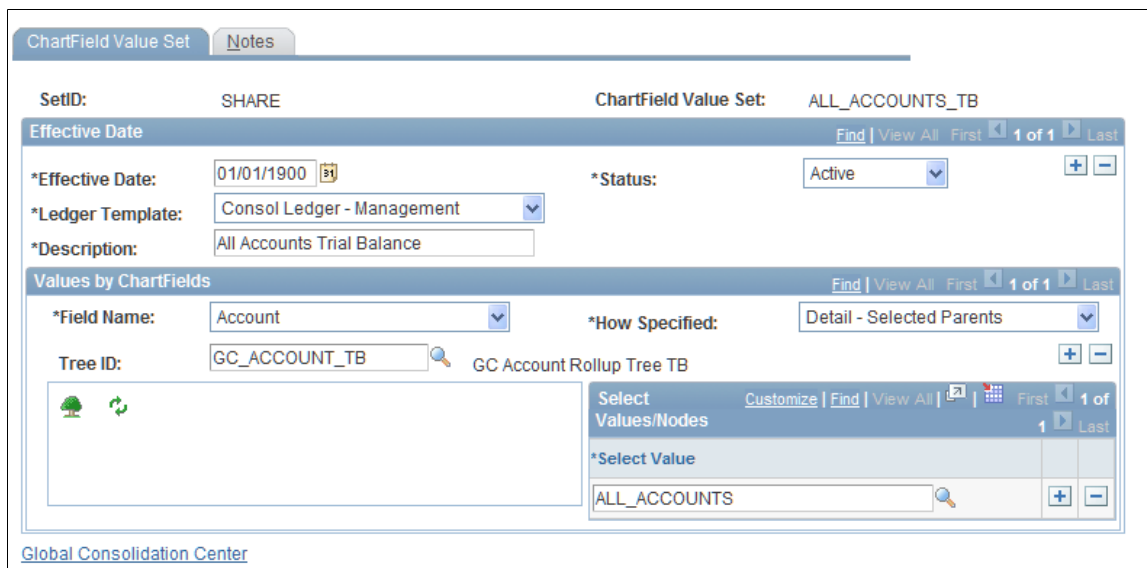 ChartField Value Set Notes
SetID: SHARE ChartField Value Set: ALL_ACCOUNTS_TB
Effective Date Find | View All First 1 of 1 Last
*Effective Date: 01/01/1900 31 *Status: Active
*Ledger Template: Consol Ledger - Management
*Description: All Accounts Trial Balance
Values by ChartFields Find | View All First 1 of 1 Last
*Field Name: Account *How Specified: Detail - Selected Parents
Tree ID: GC_ACCOUNT_TB GC Account Rollup Tree TB
Select Customize | Find | View All | | First 1 of
Values/Nodes 1 Last
*Select Value
ALL_ACCOUNTS
Global Consolidation Center